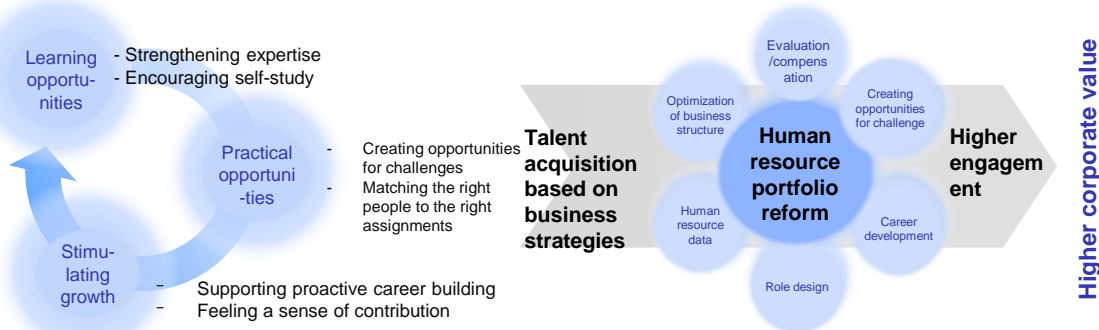 Learning
opportu-
nities
- Strengthening expertise
- Encouraging self-study
Practical
opportuni
-ties
- Creating opportunities
for challenges
- Matching the right
people to the right
assignments
Stimu-
lating
growth
– Supporting proactive career building
– Feeling a sense of contribution
Talent
acquisition
based on
business
strategies
Evaluation
/compens
ation
Optimization
of business
structure
Creating
opportunities
for challenge
Human
resource
portfolio
reform
Human
resource
data
Career
development
Role design
Higher
engagem
ent
Higher corporate value